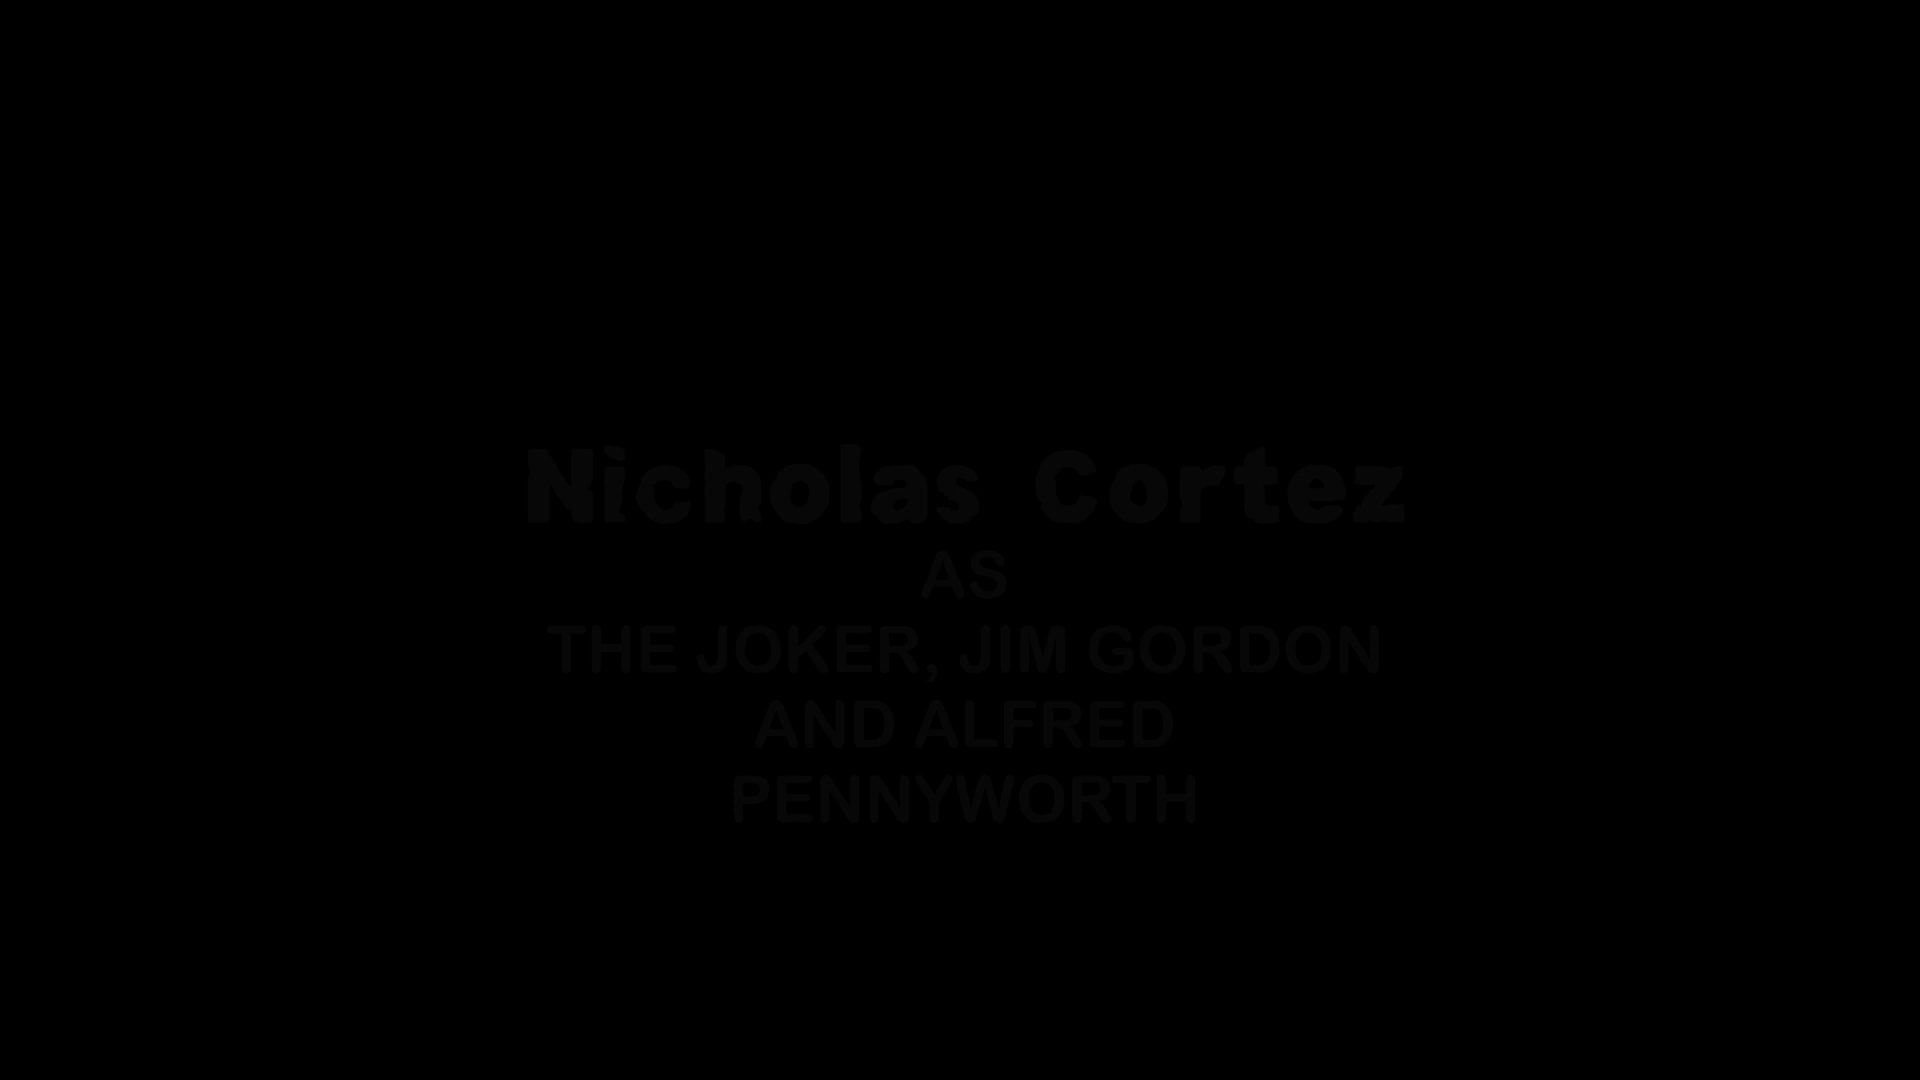 Nicholas Cortez
AS
THE JOKER, JIM GORDON
AND ALFRED
PENNYWORTH